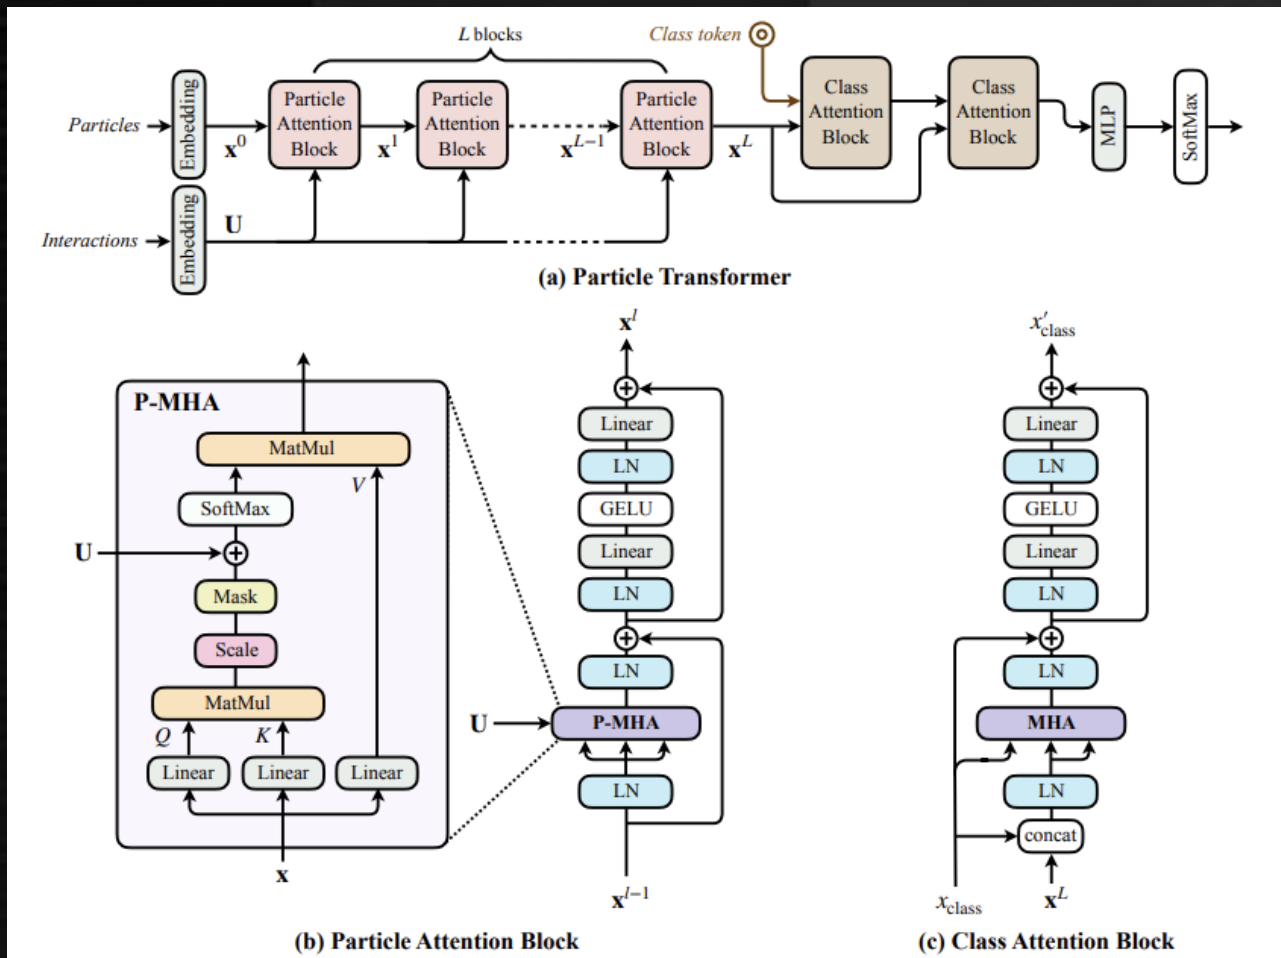 L blocks
Class token
Particles
Embedding
x⁰
Particle
Attention
Block
x¹
Particle
Attention
Block
xᴸ⁻¹
Particle
Attention
Block
xᴸ
Class
Attention
Block
Class
Attention
Block
MLP
SoftMax
Interactions
Embedding
U
(a) Particle Transformer
P-MHA
MatMul
SoftMax
V
U
+
Mask
Scale
MatMul
Q
K
Linear
Linear
Linear
x
xˡ
+
Linear
LN
GELU
Linear
LN
+
LN
U
P-MHA
LN
xˡ⁻¹
(b) Particle Attention Block
x′class
+
Linear
LN
GELU
Linear
LN
+
LN
MHA
LN
concat
xclass
xᴸ
(c) Class Attention Block